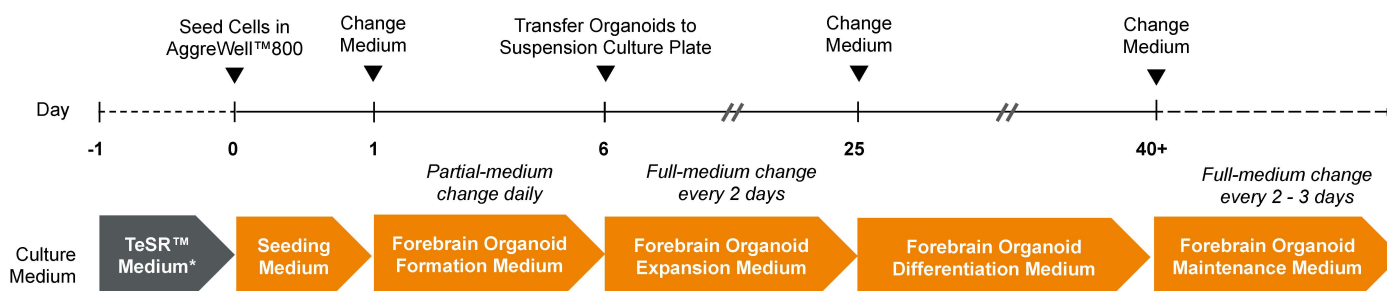 Seed Cells in
AggreWell™800
Change
Medium
Transfer Organoids to
Suspension Culture Plate
Change
Medium
Change
Medium
Day
-1
0
1
6
25
40+
Partial-medium
change daily
Full-medium change
every 2 days
Full-medium change
every 2 - 3 days
Culture
Medium
TeSR™
Medium*
Seeding
Medium
Forebrain Organoid
Formation Medium
Forebrain Organoid
Expansion Medium
Forebrain Organoid
Differentiation Medium
Forebrain Organoid
Maintenance Medium